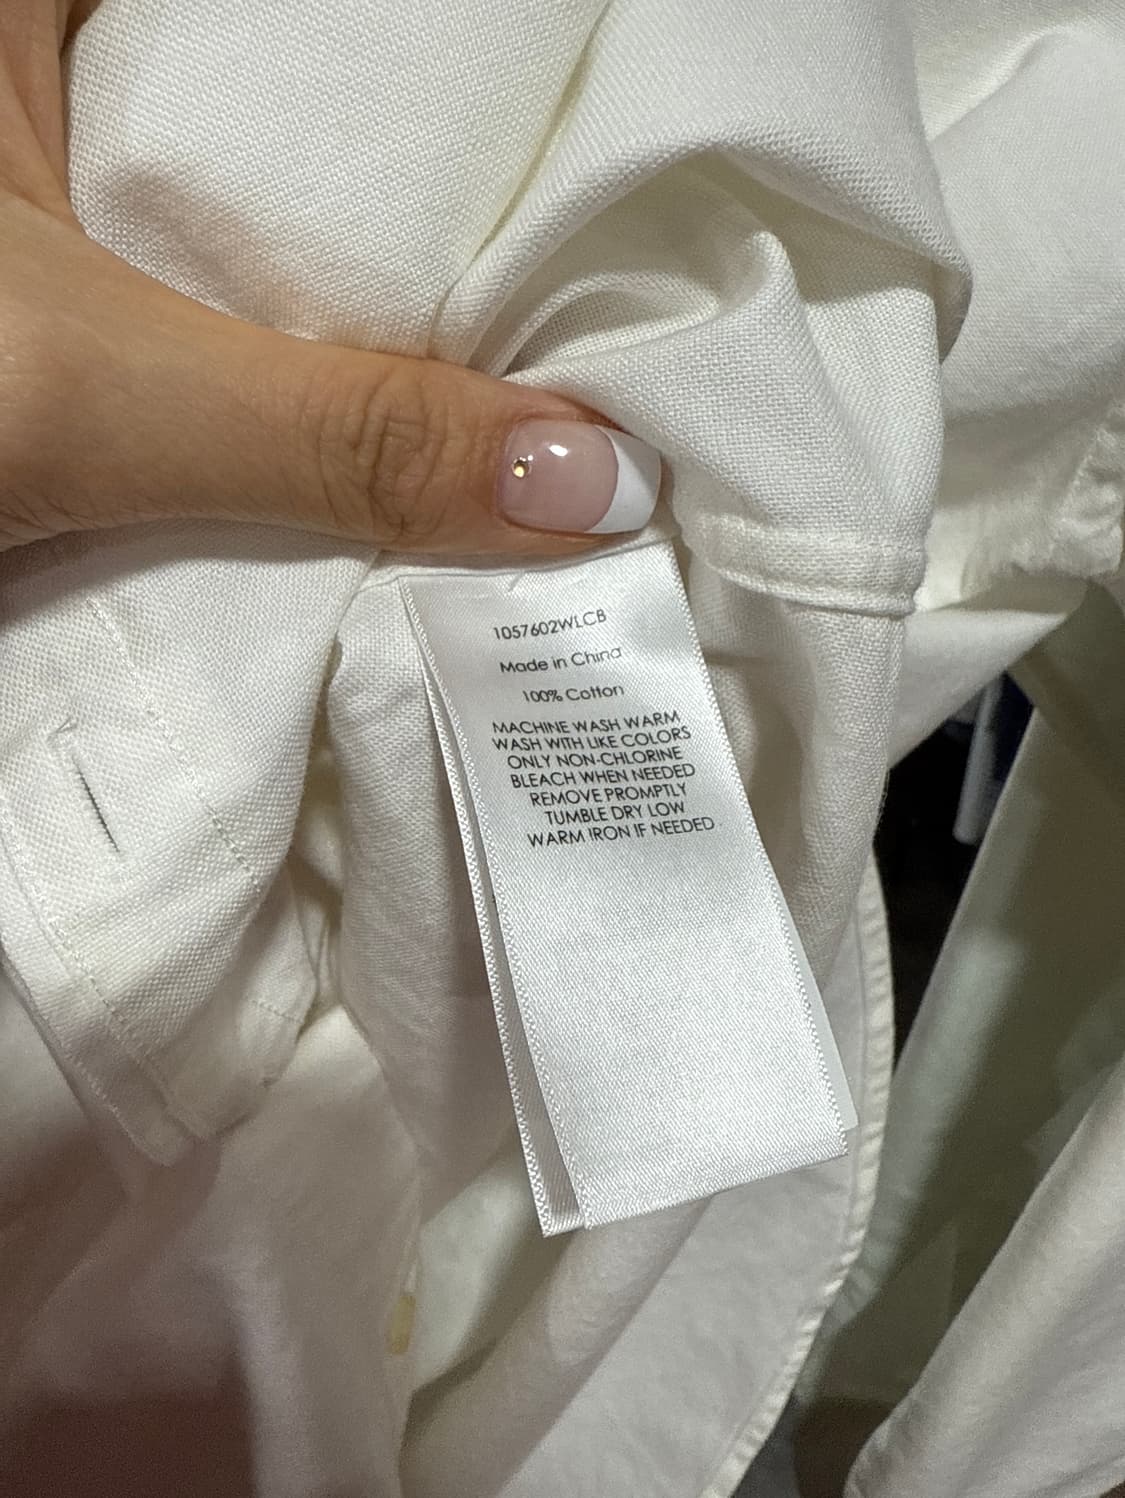 1057602WLCB
Made in China
100% Cotton
MACHINE WASH WARM
WASH WITH LIKE COLORS
ONLY NON-CHLORINE
BLEACH WHEN NEEDED
REMOVE PROMPTLY
TUMBLE DRY LOW
WARM IRON IF NEEDED